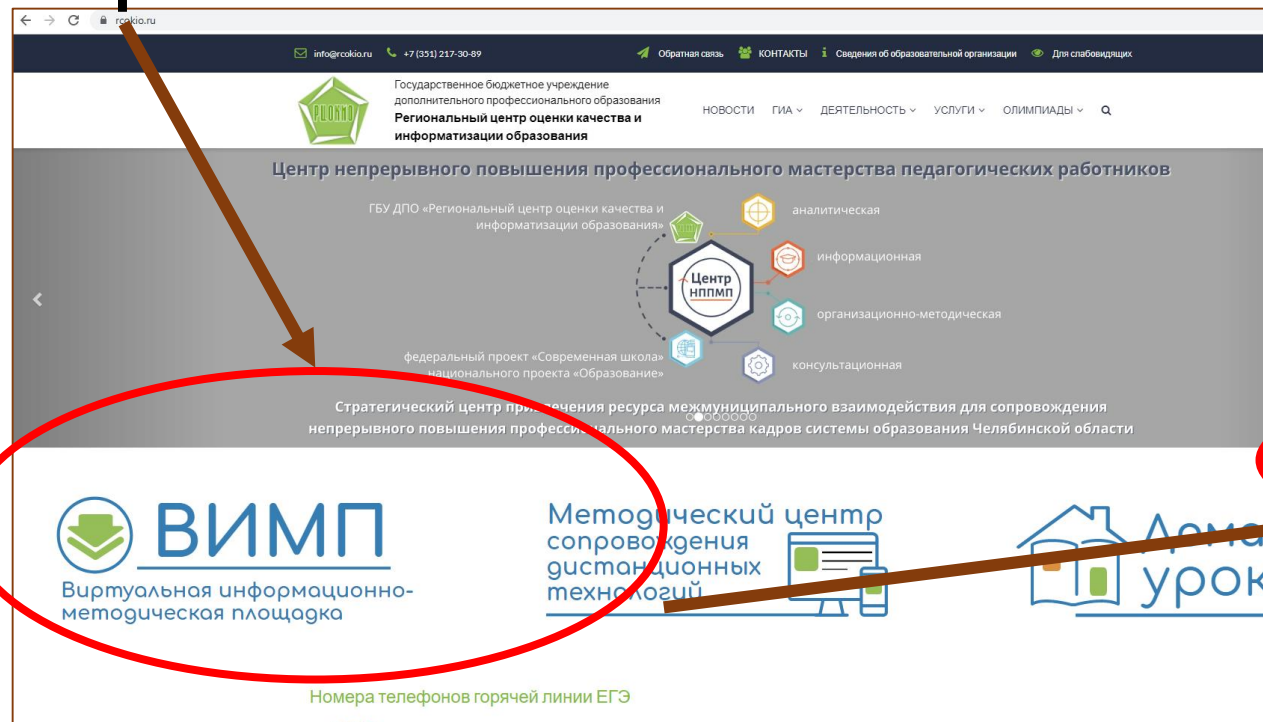 rcokio.ru
info@rcokio.ru +7 (351) 217-30-89 Обратная связь КОНТАКТЫ Сведения об образовательной организации Для слабовидящих
РЦОКИО
Государственное бюджетное учреждение
дополнительного профессионального образования
Региональный центр оценки качества и
информатизации образования
НОВОСТИ ГИА ДЕЯТЕЛЬНОСТЬ УСЛУГИ ОЛИМПИАДЫ
Центр непрерывного повышения профессионального мастерства педагогических работников
ГБУ ДПО «Региональный центр оценки качества и
информатизации образования»
аналитическая
информационная
Центр
НППМП
организационно-методическая
федеральный проект «Современная школа»
национального проекта «Образование»
консультационная
Стратегический центр привлечения ресурса межмуниципального взаимодействия для сопровождения
непрерывного повышения профессионального мастерства кадров системы образования Челябинской области
ВИМП
Виртуальная информационно-
методическая площадка
Методический центр
сопровождения
дистанционных
технологий
урок
Номера телефонов горячей линии ЕГЭ